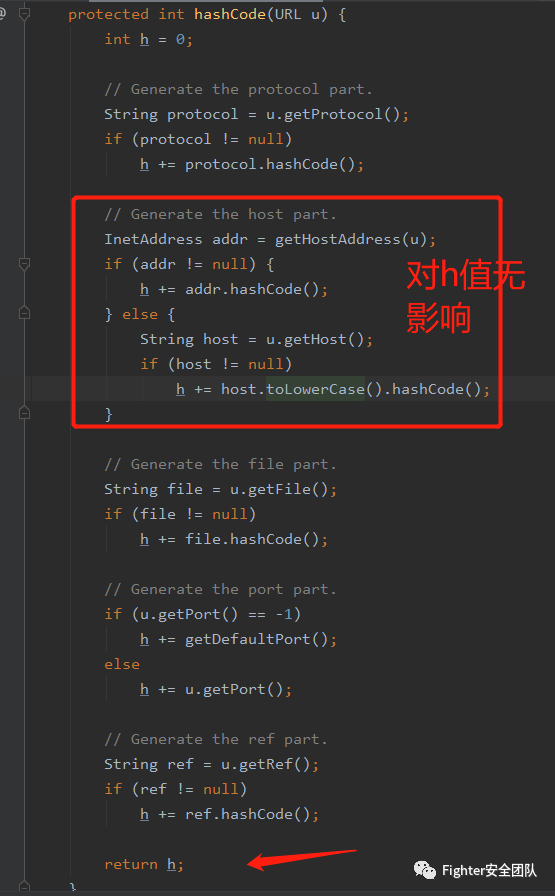 protected int hashCode(URL u) {
int h = 0;
// Generate the protocol part.
String protocol = u.getProtocol();
if (protocol != null)
h += protocol.hashCode();
// Generate the host part.
InetAddress addr = getHostAddress(u);
if (addr != null) {
h += addr.hashCode();
} else {
String host = u.getHost();
if (host != null)
h += host.toLowerCase().hashCode();
}
对h值无
影响
// Generate the file part.
String file = u.getFile();
if (file != null)
h += file.hashCode();
// Generate the port part.
if (u.getPort() == -1)
h += getDefaultPort();
else
h += u.getPort();
// Generate the ref part.
String ref = u.getRef();
if (ref != null)
h += ref.hashCode();
return h;
}
Fighter安全团队